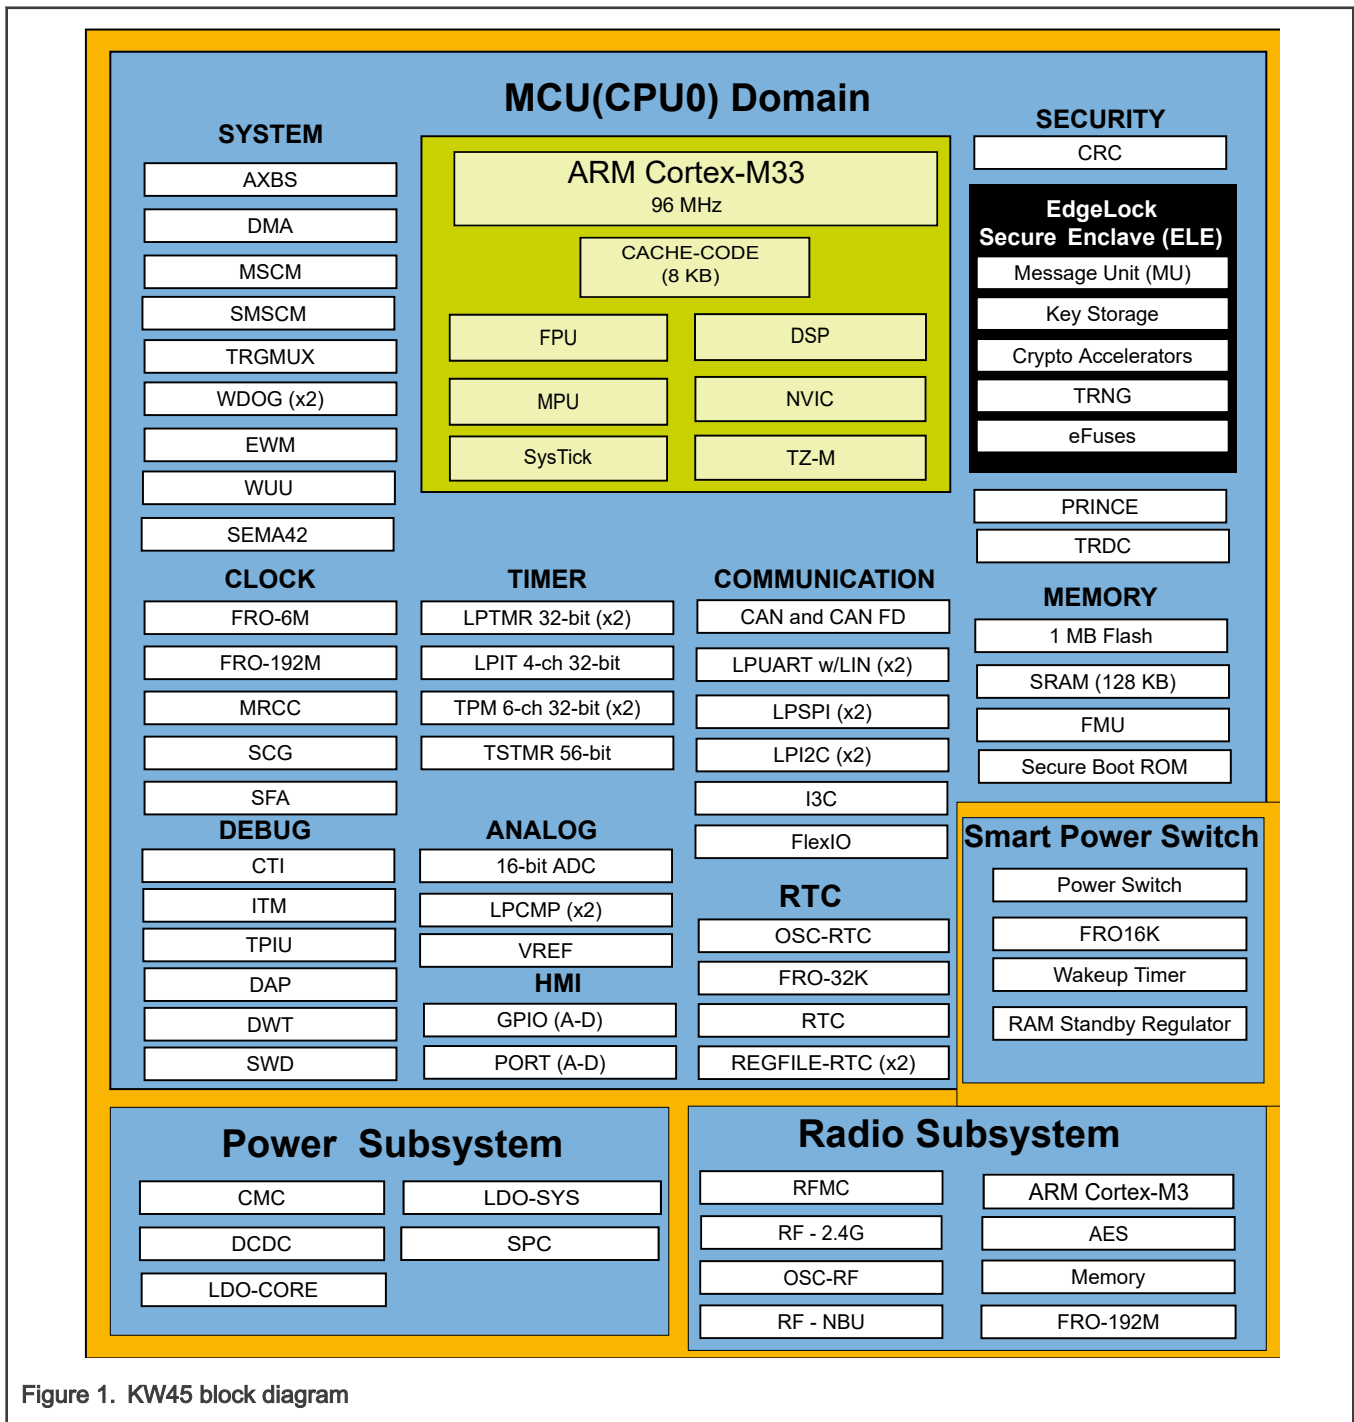 MCU(CPU0) Domain
SYSTEM
AXBS
DMA
MSCM
SMSCM
TRGMUX
WDOG (x2)
EWM
WUU
SEMA42
ARM Cortex-M33
96 MHz
CACHE-CODE
(8 KB)
FPU
DSP
MPU
NVIC
SysTick
TZ-M
SECURITY
CRC
EdgeLock
Secure Enclave (ELE)
Message Unit (MU)
Key Storage
Crypto Accelerators
TRNG
eFuses
PRINCE
TRDC
CLOCK
FRO-6M
FRO-192M
MRCC
SCG
SFA
TIMER
LPTMR 32-bit (x2)
LPIT 4-ch 32-bit
TPM 6-ch 32-bit (x2)
TSTMR 56-bit
COMMUNICATION
CAN and CAN FD
LPUART w/LIN (x2)
LPSPI (x2)
LPI2C (x2)
I3C
FlexIO
MEMORY
1 MB Flash
SRAM (128 KB)
FMU
Secure Boot ROM
DEBUG
CTI
ITM
TPIU
DAP
DWT
SWD
ANALOG
16-bit ADC
LPCMP (x2)
VREF
HMI
GPIO (A-D)
PORT (A-D)
RTC
OSC-RTC
FRO-32K
RTC
REGFILE-RTC (x2)
Smart Power Switch
Power Switch
FRO16K
Wakeup Timer
RAM Standby Regulator
Power Subsystem
CMC
LDO-SYS
DCDC
SPC
LDO-CORE
Radio Subsystem
RFMC
ARM Cortex-M3
RF - 2.4G
AES
OSC-RF
Memory
RF - NBU
FRO-192M
Figure 1. KW45 block diagram